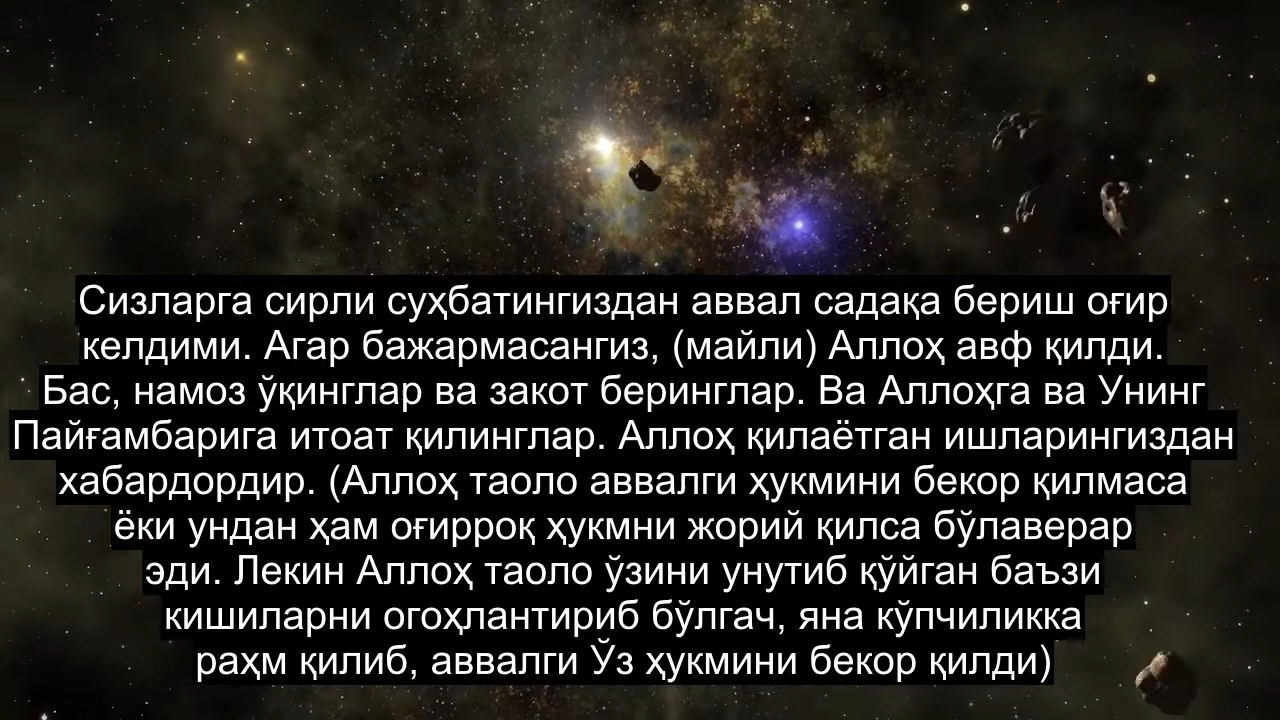 Сизларга сирли суҳбатингиздан аввал садақа бериш оғир
келдими. Агар бажармасангиз, (майли) Аллоҳ авф қилди.
Бас, намоз ўқинглар ва закот беринглар. Ва Аллоҳга ва Унинг
Пайғамбарига итоат қилинглар. Аллоҳ қилаётган ишларингиздан
хабардордир. (Аллоҳ таоло аввалги ҳукмини бекор қилмаса
ёки ундан ҳам оғирроқ ҳукмни жорий қилса бўлаверар
эди. Лекин Аллоҳ таоло ўзини унутиб қўйган баъзи
кишиларни огоҳлантириб бўлгач, яна кўпчиликка
раҳм қилиб, аввалги Ўз ҳукмини бекор қилди)